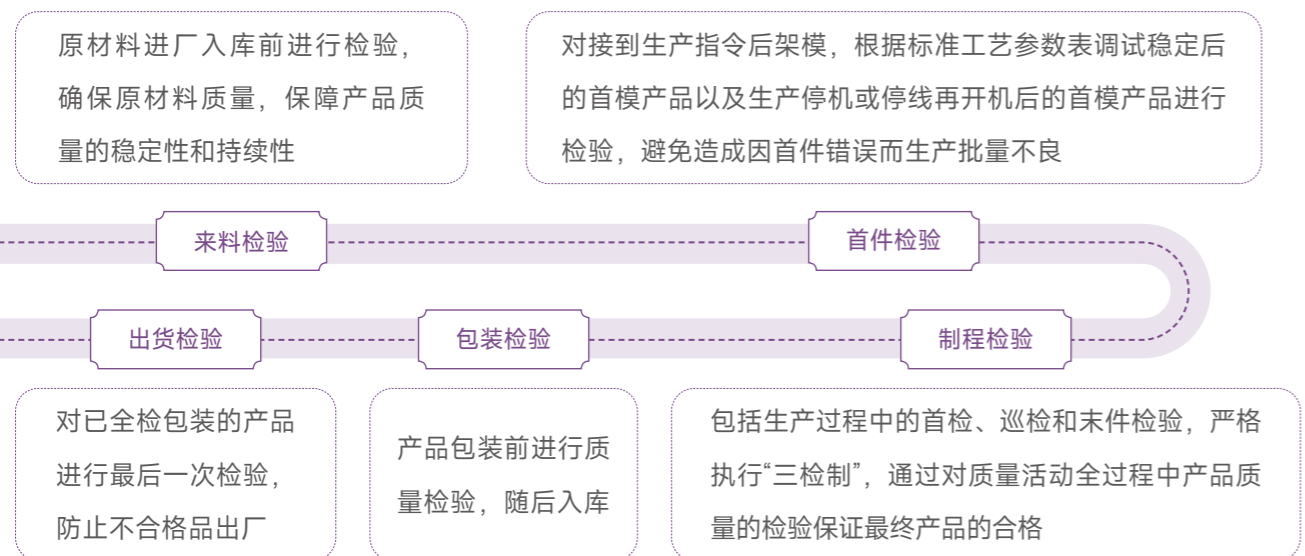 原材料进厂入库前进行检验，
确保原材料质量，保障产品质
量的稳定性和持续性
对接到生产指令后架模，根据标准工艺参数表调试稳定后
的首模产品以及生产停机或停线再开机后的首模产品进行
检验，避免造成因首件错误而生产批量不良
来料检验
首件检验
出货检验
包装检验
制程检验
对已全检包装的产品
进行最后一次检验，
防止不合格品出厂
产品包装前进行质
量检验，随后入库
包括生产过程中的首检、巡检和末件检验，严格
执行“三检制”，通过对质量活动全过程中产品质
量的检验保证最终产品的合格